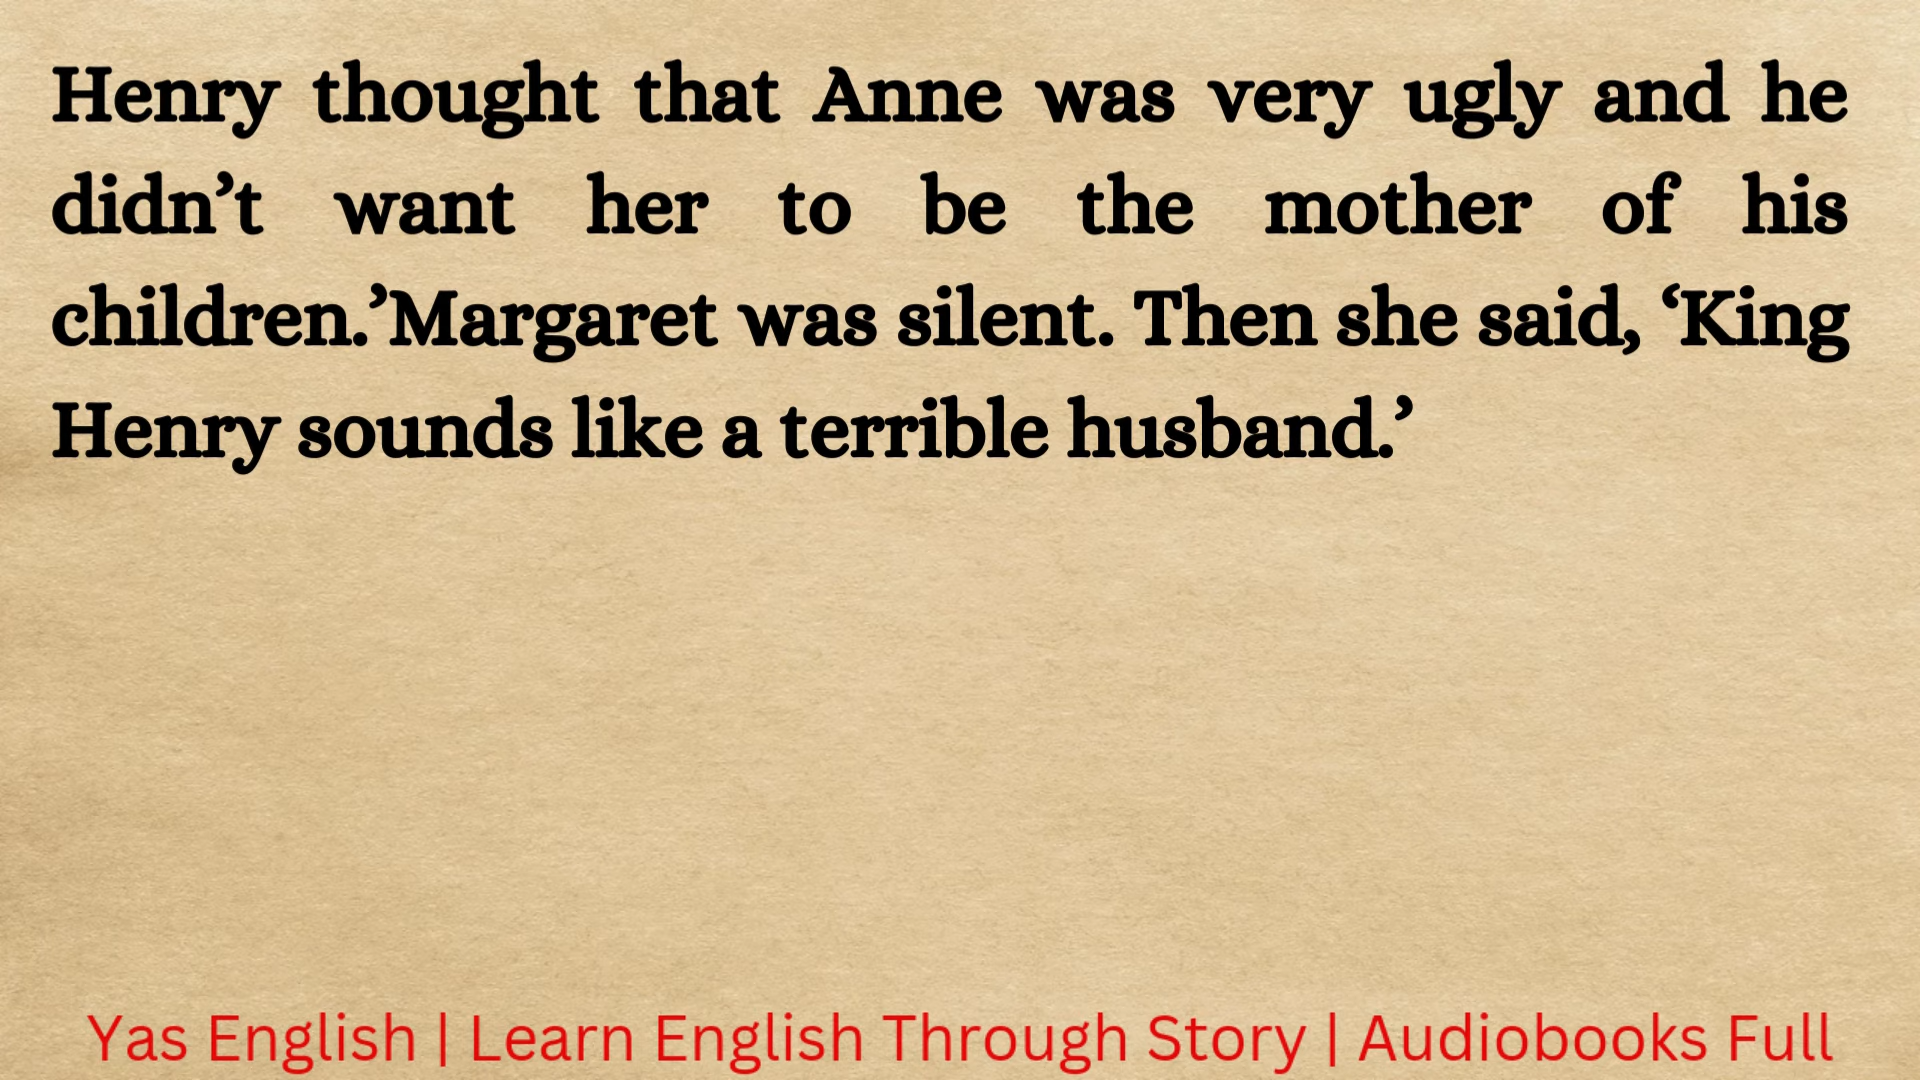 Henry thought that Anne was very ugly and he
didn’t want her to be the mother of his
children.’Margaret was silent. Then she said, ‘King
Henry sounds like a terrible husband.’
Yas English | Learn English Through Story | Audiobooks Full